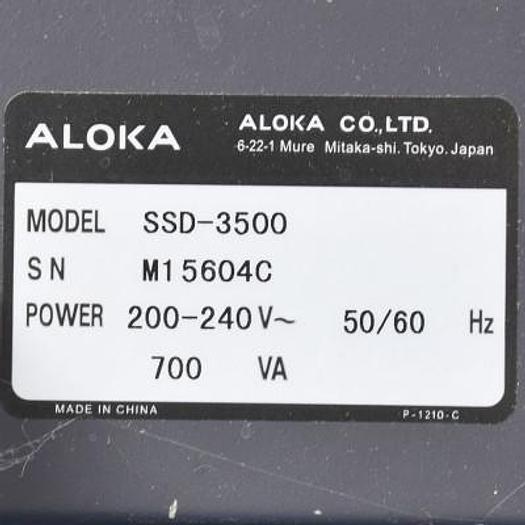 ALOKA
ALOKA CO.,LTD.
6-22-1 Mure Mitaka-shi. Tokyo. Japan
MODEL SSD-3500
SN M15604C
POWER 200-240V~ 50/60 Hz
700 VA
MADE IN CHINA
P-1210-C